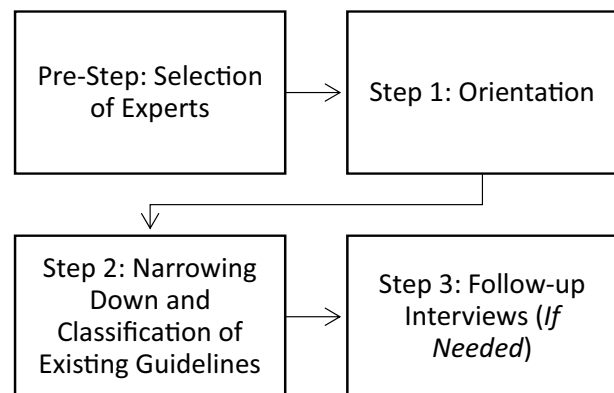 Pre-Step: Selection
of Experts
Step 1: Orientation
Step 2: Narrowing
Down and
Classification of
Existing Guidelines
Step 3: Follow-up
Interviews (If
Needed)